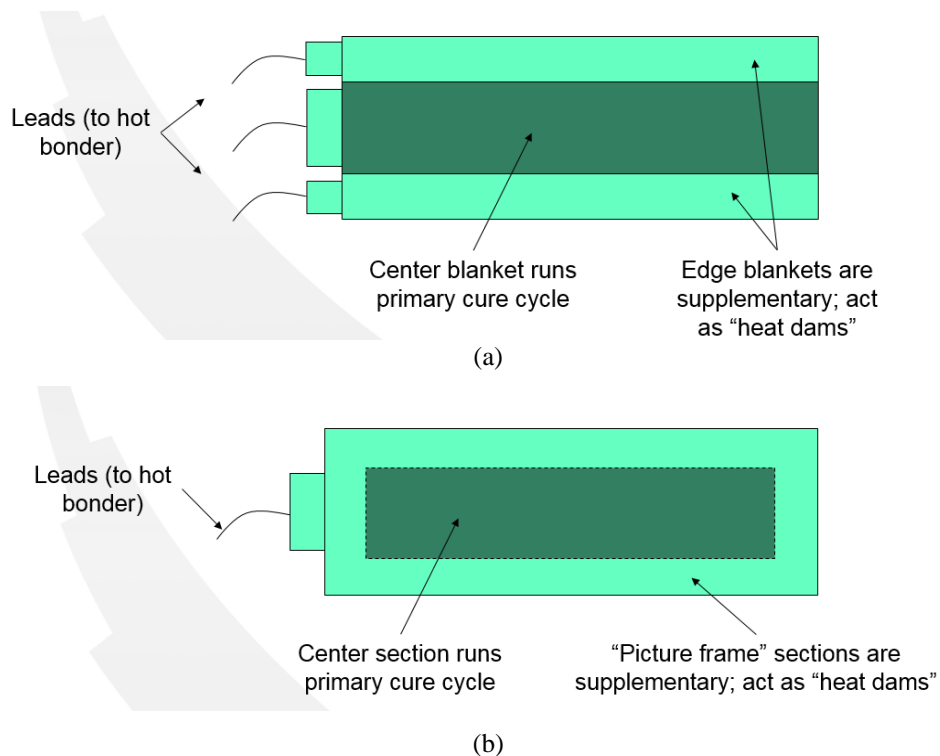 Leads (to hot
bonder)
Center blanket runs
primary cure cycle
Edge blankets are
supplementary; act
as “heat dams”
(a)
Leads (to hot
bonder)
Center section runs
primary cure cycle
“Picture frame” sections are
supplementary; act as “heat dams”
(b)